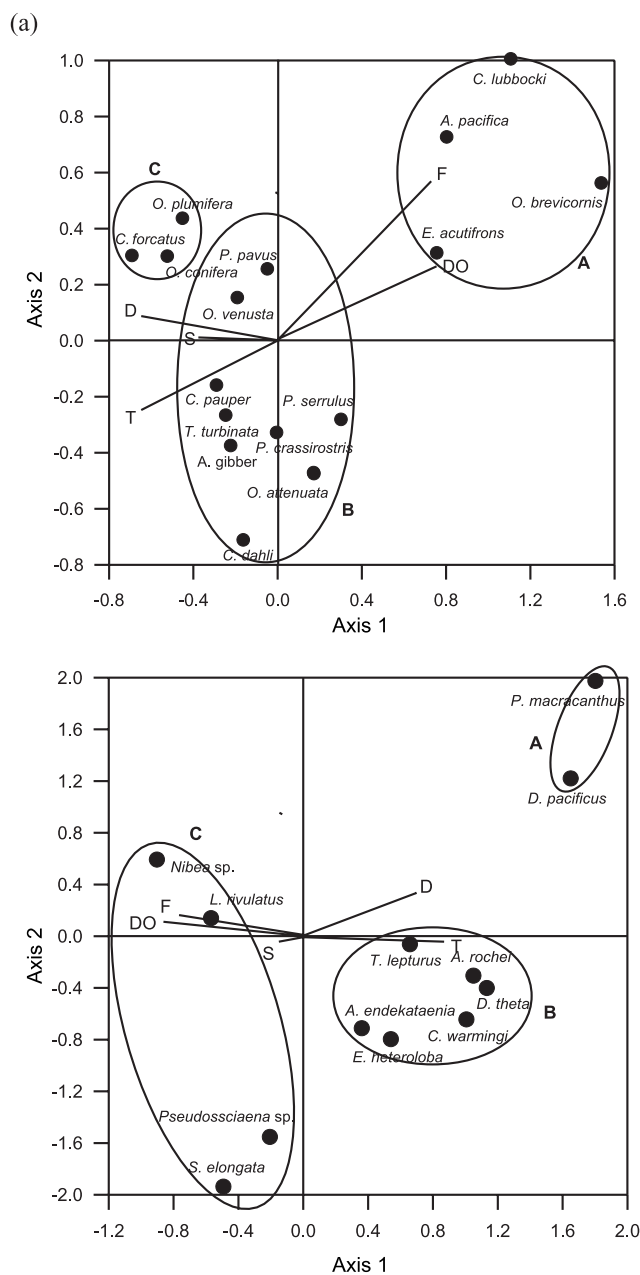 (a)
1.0
C. lubbocki
0.8
A. pacifica
C
0.6
F
O. plumifera
O. brevicornis
0.4
C. forcatus
P. pavus
E. acutifrons
O. conifera
DO
A
0.2
O. venusta
D
Axis 2
0.0
S
C. pauper
P. serrulus
-0.2
T
T. turbinata
P. crassirostris
-0.4
A. gibber
O. attenuata
B
-0.6
C. dahli
-0.8
-0.8 -0.4 0.0 0.4 0.8 1.2 1.6
Axis 1
2.0
P. macracanthus
1.6
A
1.2
D. pacificus
0.8
C
Nibea sp.
0.4
L. rivulatus
D
F
DO
Axis 2
0.0
S
T
T. lepturus
A. rochei
-0.4
D. theta
A. endekataenia
B
C. warmingi
-0.8
E. heteroloba
-1.2
Pseudossciaena sp.
-1.6
S. elongata
-2.0
-1.2 -0.8 -0.4 0.0 0.4 0.8 1.2 1.6 2.0
Axis 1